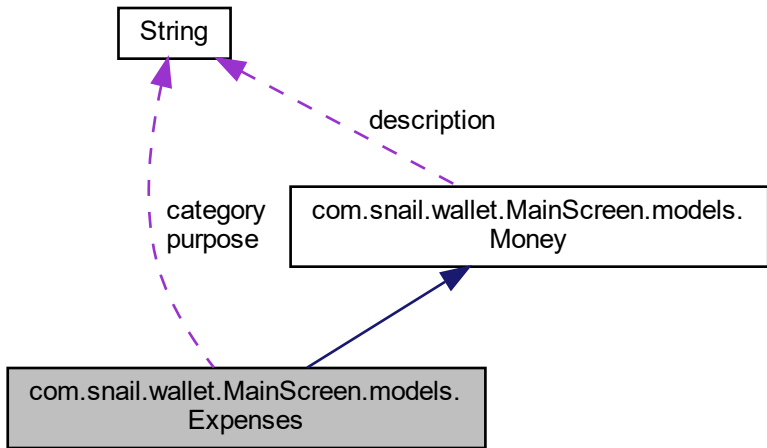 String
description
com.snail.wallet.MainScreen.models.
Money
category
purpose
com.snail.wallet.MainScreen.models.
Expenses